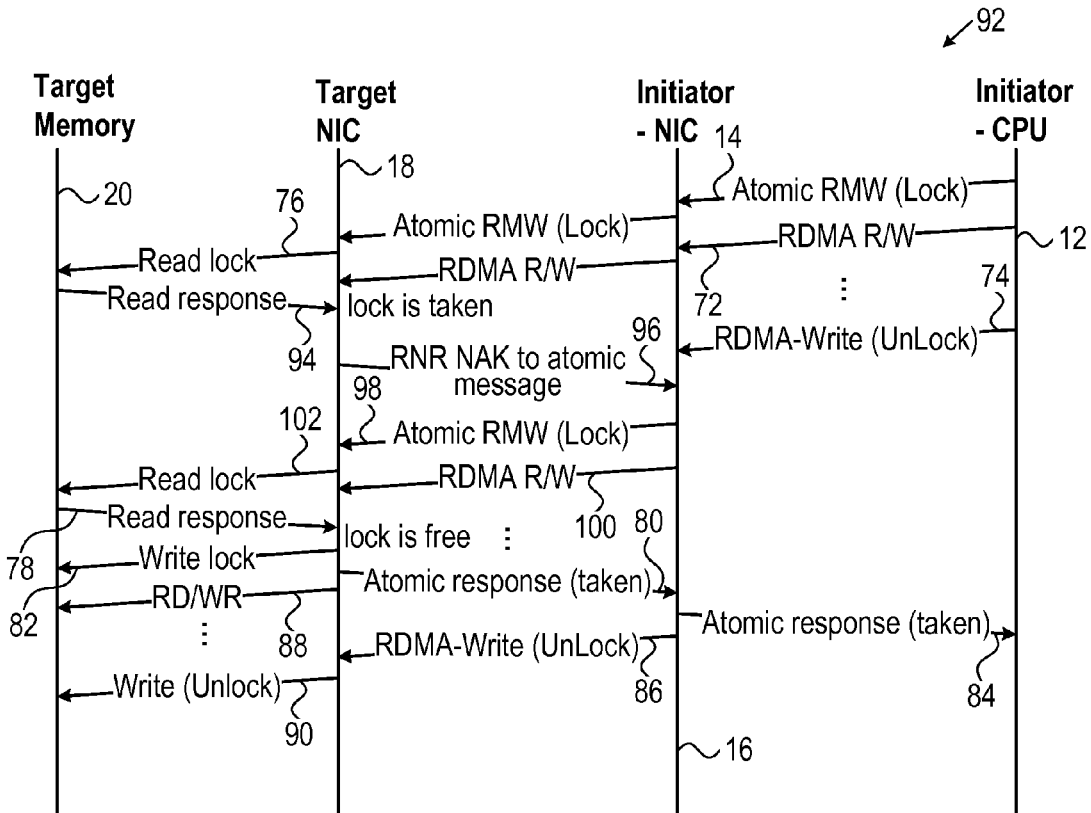 92
Target
Memory
Target
NIC
Initiator
- NIC
Initiator
- CPU
14
18
20
Atomic RMW (Lock)
76
Atomic RMW (Lock)
RDMA R/W
12
Read lock
RDMA R/W
72
74
Read response
lock is taken
94
RDMA-Write (UnLock)
96
RNR NAK to atomic
message
98
102
Atomic RMW (Lock)
Read lock
RDMA R/W
100
Read response
78
lock is free
80
Write lock
82
Atomic response (taken)
RD/WR
88
Atomic response (taken)
84
RDMA-Write (UnLock)
86
Write (Unlock)
90
16